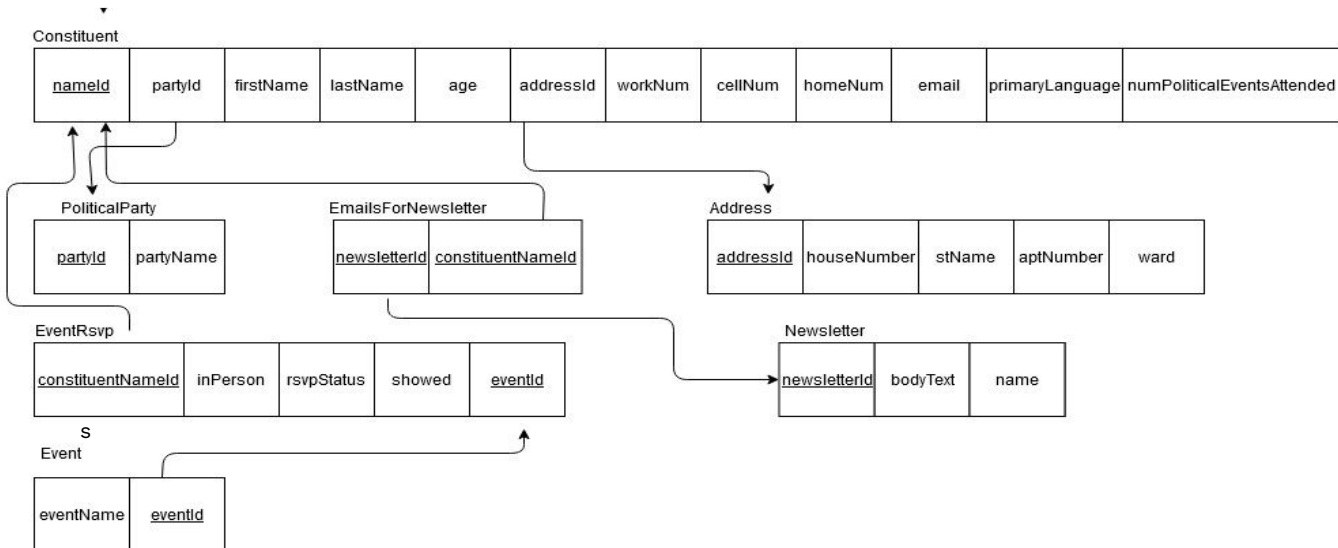 Constituent
nameId partyId firstName lastName age addressId workNum cellNum homeNum email primaryLanguage numPoliticalEventsAttended
PoliticalParty EmailsForNewsletter Address
partyId partyName newsletterId constituentNameId addressId houseNumber stName aptNumber ward
EventRsvp Newsletter
constituentNameId inPerson rsvpStatus showed eventId newsletterId bodyText name
s
Event
eventName eventId